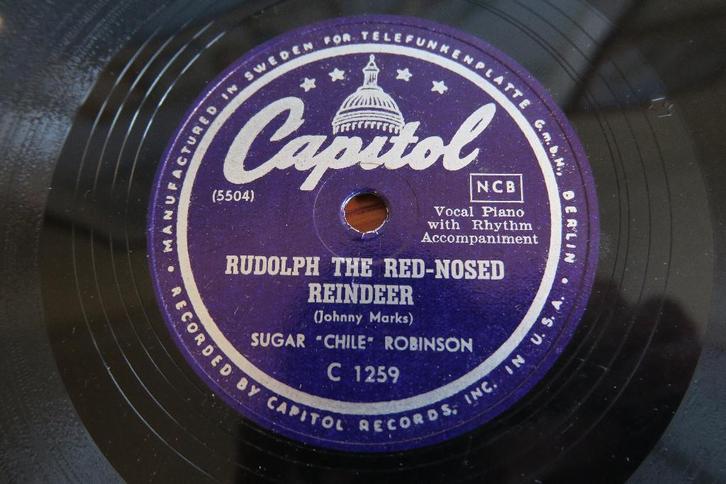 MANUFACTURED IN SWEDEN FOR TELEFUNKENPLATTE G.m.b.H., BERLIN
Capitol
(5504)
NCB
Vocal Piano
with Rhythm
Accompaniment
RUDOLPH THE RED-NOSED
REINDEER
(Johnny Marks)
SUGAR "CHILE" ROBINSON
C 1259
RECORDED BY CAPITOL RECORDS, INC. IN U.S.A.